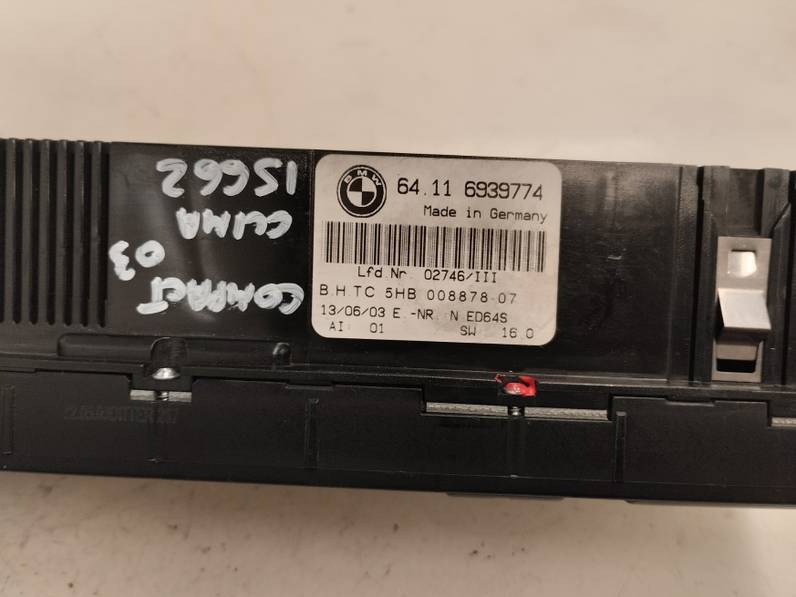 COMPACT 03
CLIMA
15662
BMW
64.11 6939774
Made in Germany
Lfd.Nr. 02746/III
B.H.TC 5HB 008878-07
13/06/03 E.-NR. N ED64S
AI: 01 SW 16.0